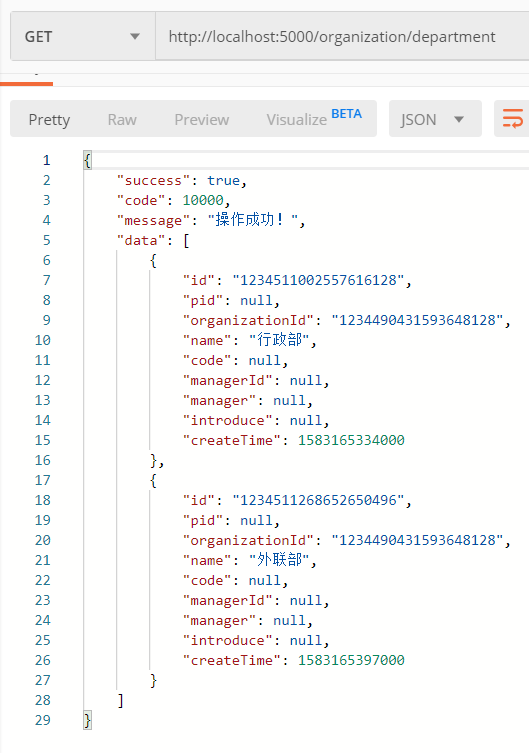 GET http://localhost:5000/organization/department
Pretty Raw Preview Visualize BETA JSON
1 {
2 "success": true,
3 "code": 10000,
4 "message": "操作成功！",
5 "data": [
6 {
7 "id": "1234511002557616128",
8 "pid": null,
9 "organizationId": "1234490431593648128",
10 "name": "行政部",
11 "code": null,
12 "managerId": null,
13 "manager": null,
14 "introduce": null,
15 "createTime": 1583165334000
16 },
17 {
18 "id": "1234511268652650496",
19 "pid": null,
20 "organizationId": "1234490431593648128",
21 "name": "外联部",
22 "code": null,
23 "managerId": null,
24 "manager": null,
25 "introduce": null,
26 "createTime": 1583165397000
27 }
28 ]
29 }